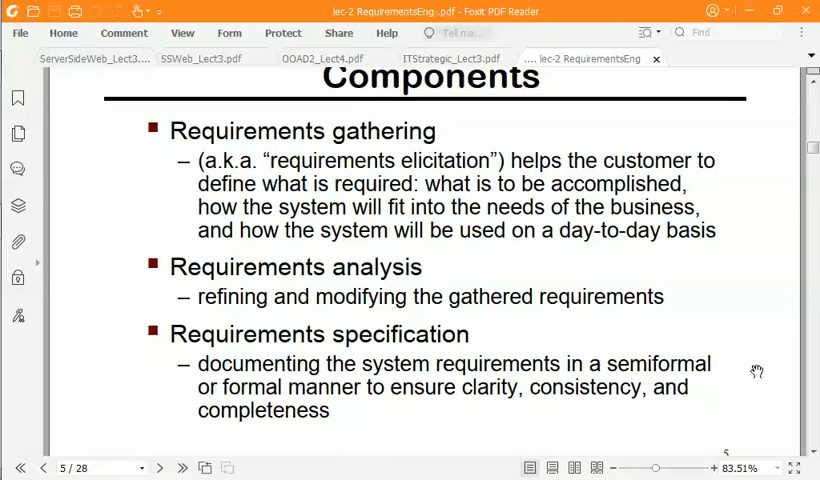 lec-2 RequirementsEng .pdf - Foxit PDF Reader
File Home Comment View Form Protect Share Help Tell me... Find
ServerSideWeb_Lect3.... SSWeb_Lect3.pdf OOAD2_Lect4.pdf ITStrategic_Lect3.pdf .... lec-2 RequirementsEng
Components
Requirements gathering
– (a.k.a. “requirements elicitation”) helps the customer to
define what is required: what is to be accomplished,
how the system will fit into the needs of the business,
and how the system will be used on a day-to-day basis
Requirements analysis
– refining and modifying the gathered requirements
Requirements specification
– documenting the system requirements in a semiformal
or formal manner to ensure clarity, consistency, and
completeness
5
5 / 28 83.51%